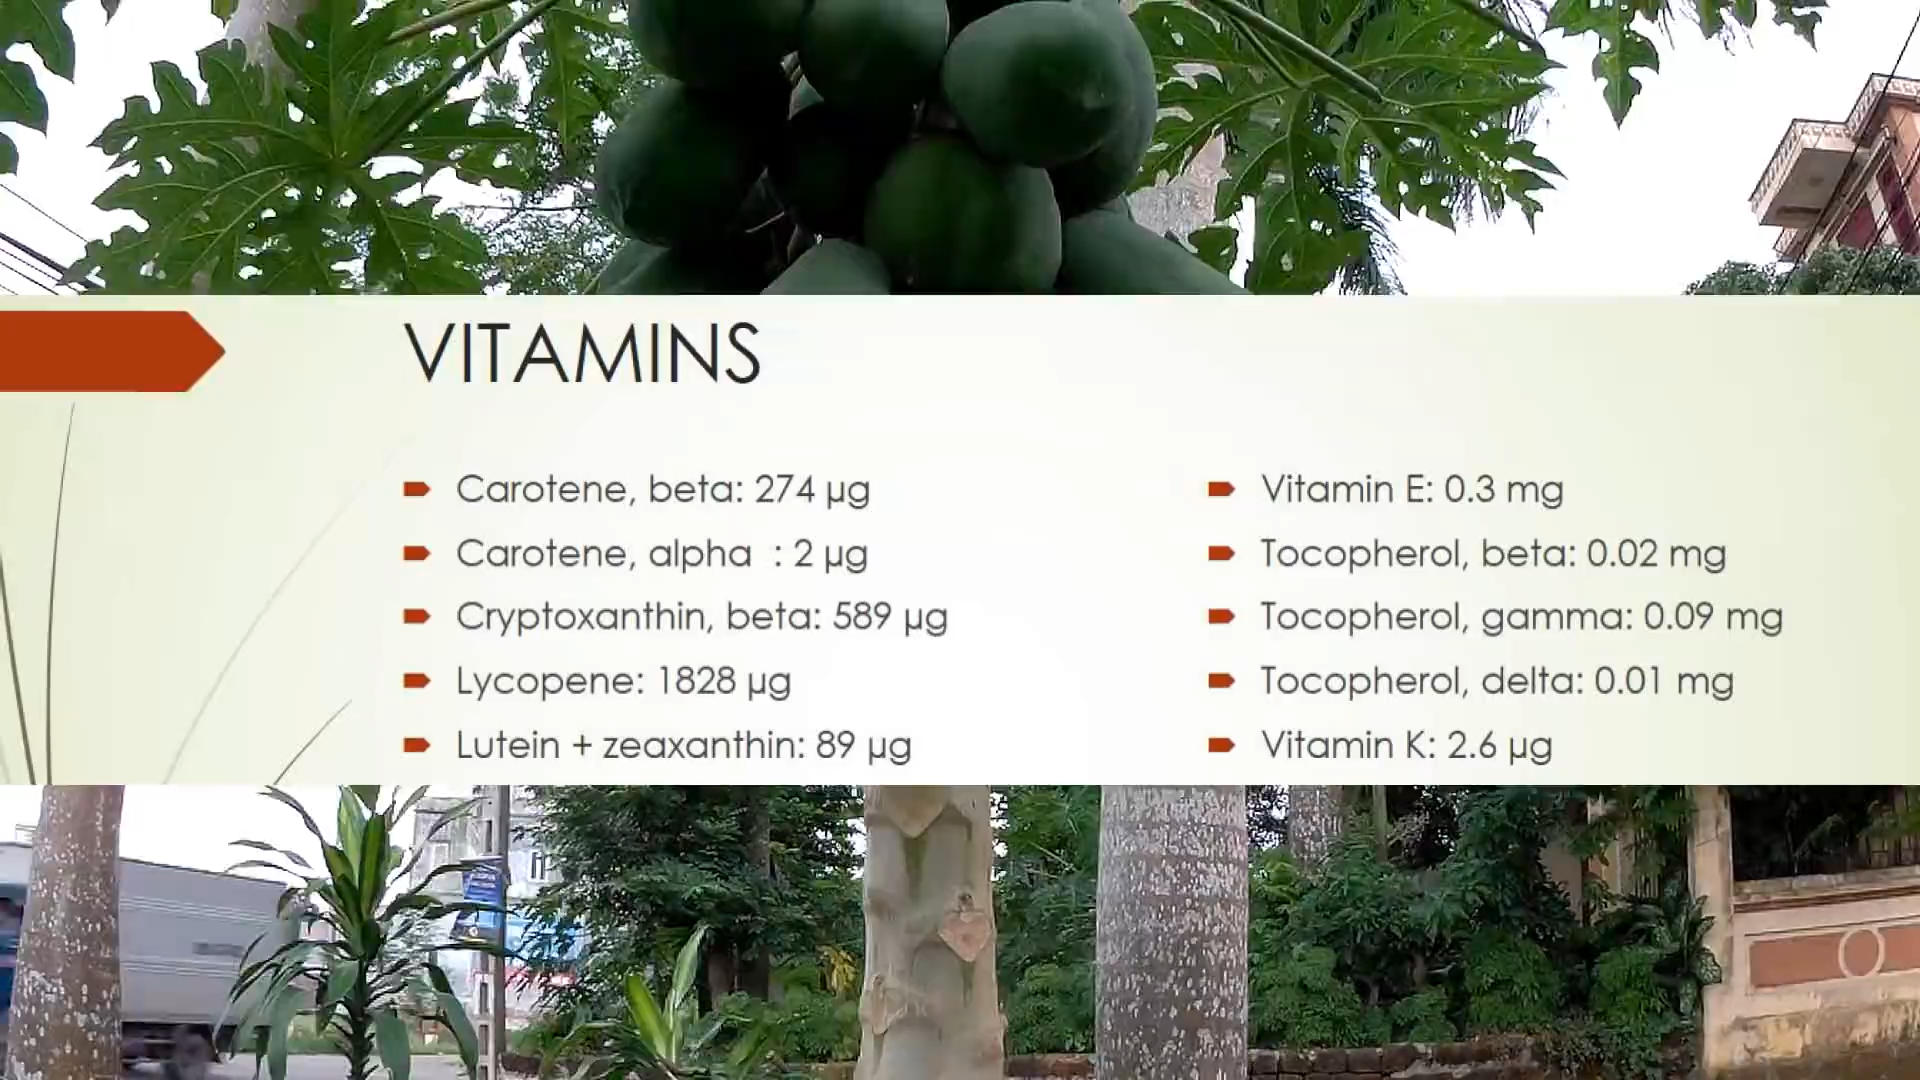 VITAMINS
Carotene, beta: 274 µg
Carotene, alpha  : 2 µg
Cryptoxanthin, beta: 589 µg
Lycopene: 1828 µg
Lutein + zeaxanthin: 89 µg
Vitamin E: 0.3 mg
Tocopherol, beta: 0.02 mg
Tocopherol, gamma: 0.09 mg
Tocopherol, delta: 0.01 mg
Vitamin K: 2.6 µg